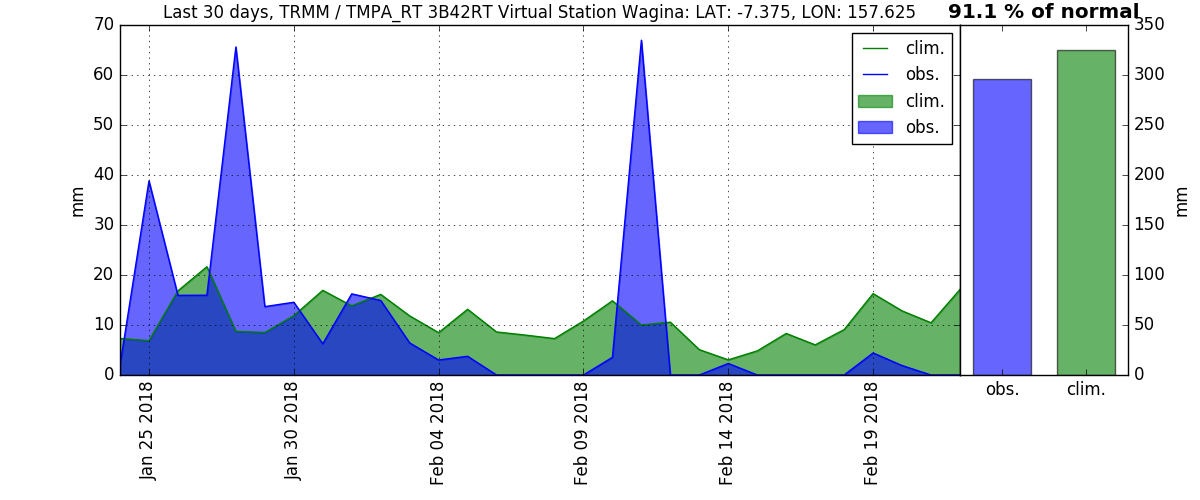 Last 30 days, TRMM / TMPA_RT 3B42RT Virtual Station Wagina: LAT: -7.375, LON: 157.625
91.1 % of normal
70
60
50
40
30
20
10
0
mm
clim.
obs.
clim.
obs.
350
300
250
200
150
100
50
0
mm
obs.
clim.
Jan 25 2018
Jan 30 2018
Feb 04 2018
Feb 09 2018
Feb 14 2018
Feb 19 2018